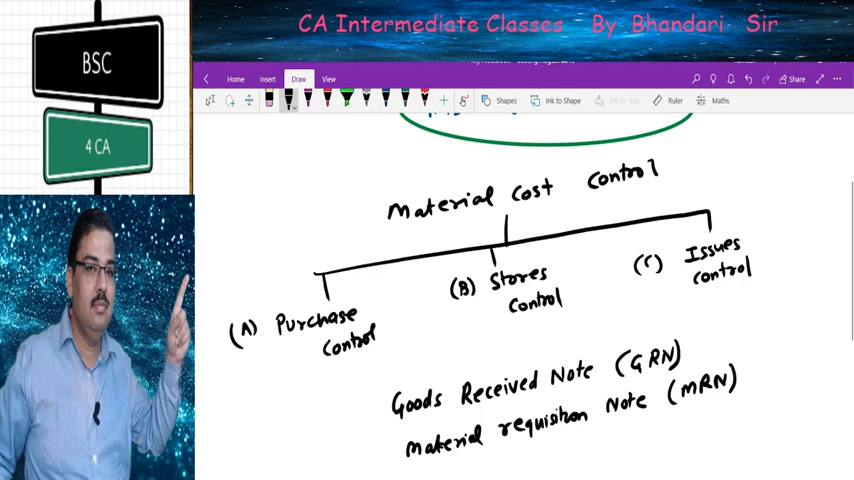 CA Intermediate Classes By Bhandari Sir
BSC
4 CA
Home Insert Draw View
Share
Shapes Ink to Shape Ink to Text Ruler Maths
Material Cost Control
(A) Purchase Control
(B) Stores Control
(C) Issues Control
Goods Received Note (GRN)
Material requisition Note (MRN)